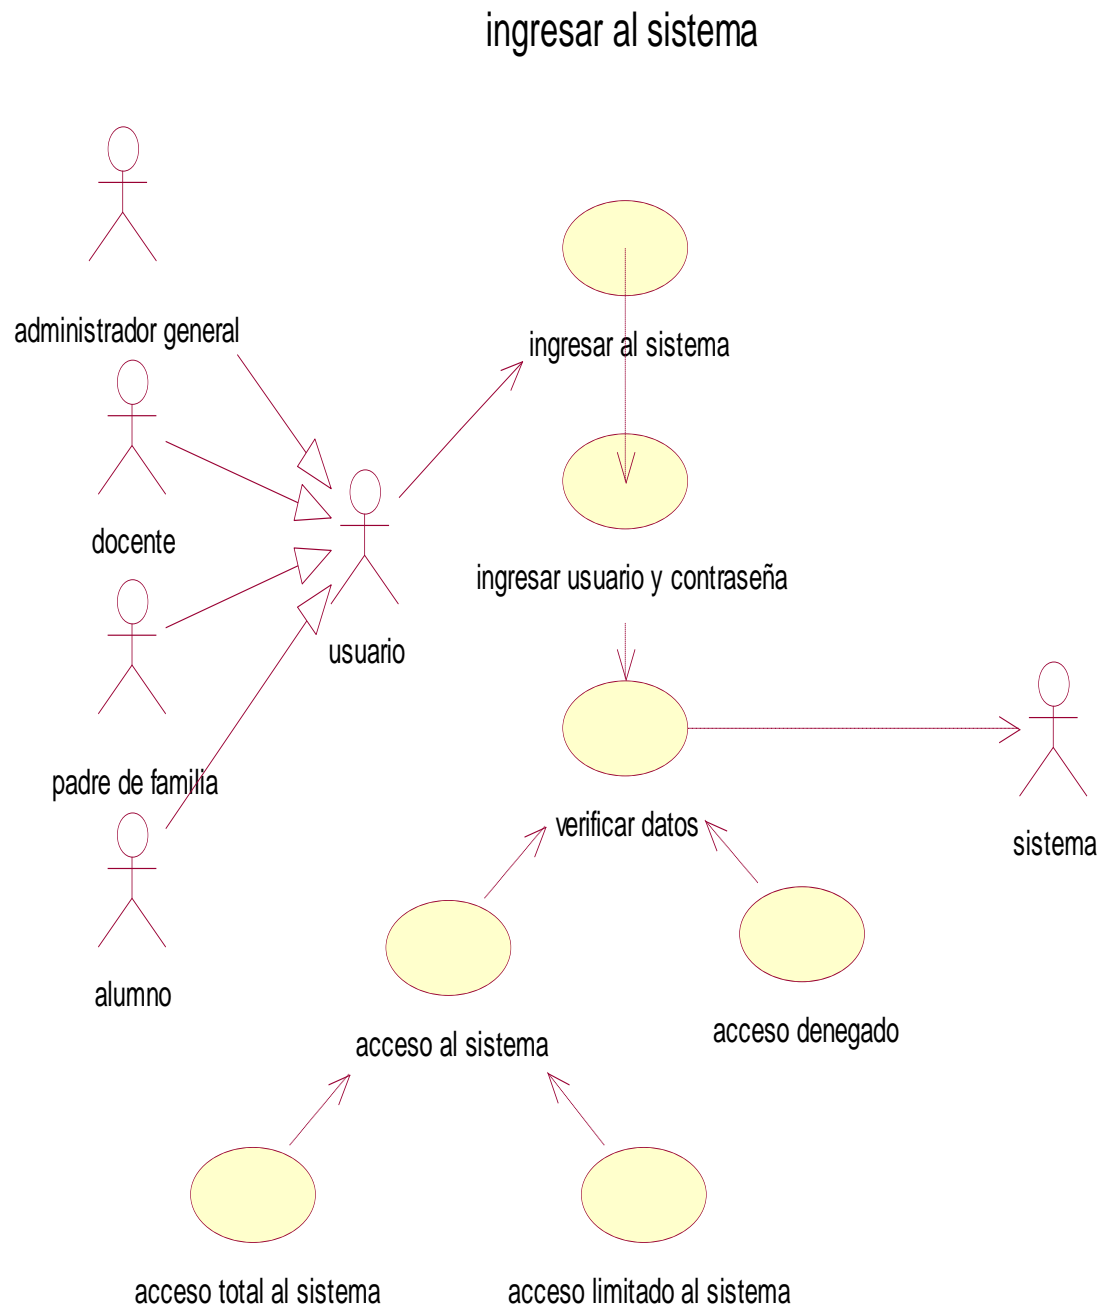 ingresar al sistema
administrador general
ingresar al sistema
docente
ingresar usuario y contraseña
usuario
padre de familia
verificar datos
sistema
alumno
acceso al sistema
acceso denegado
acceso total al sistema
acceso limitado al sistema